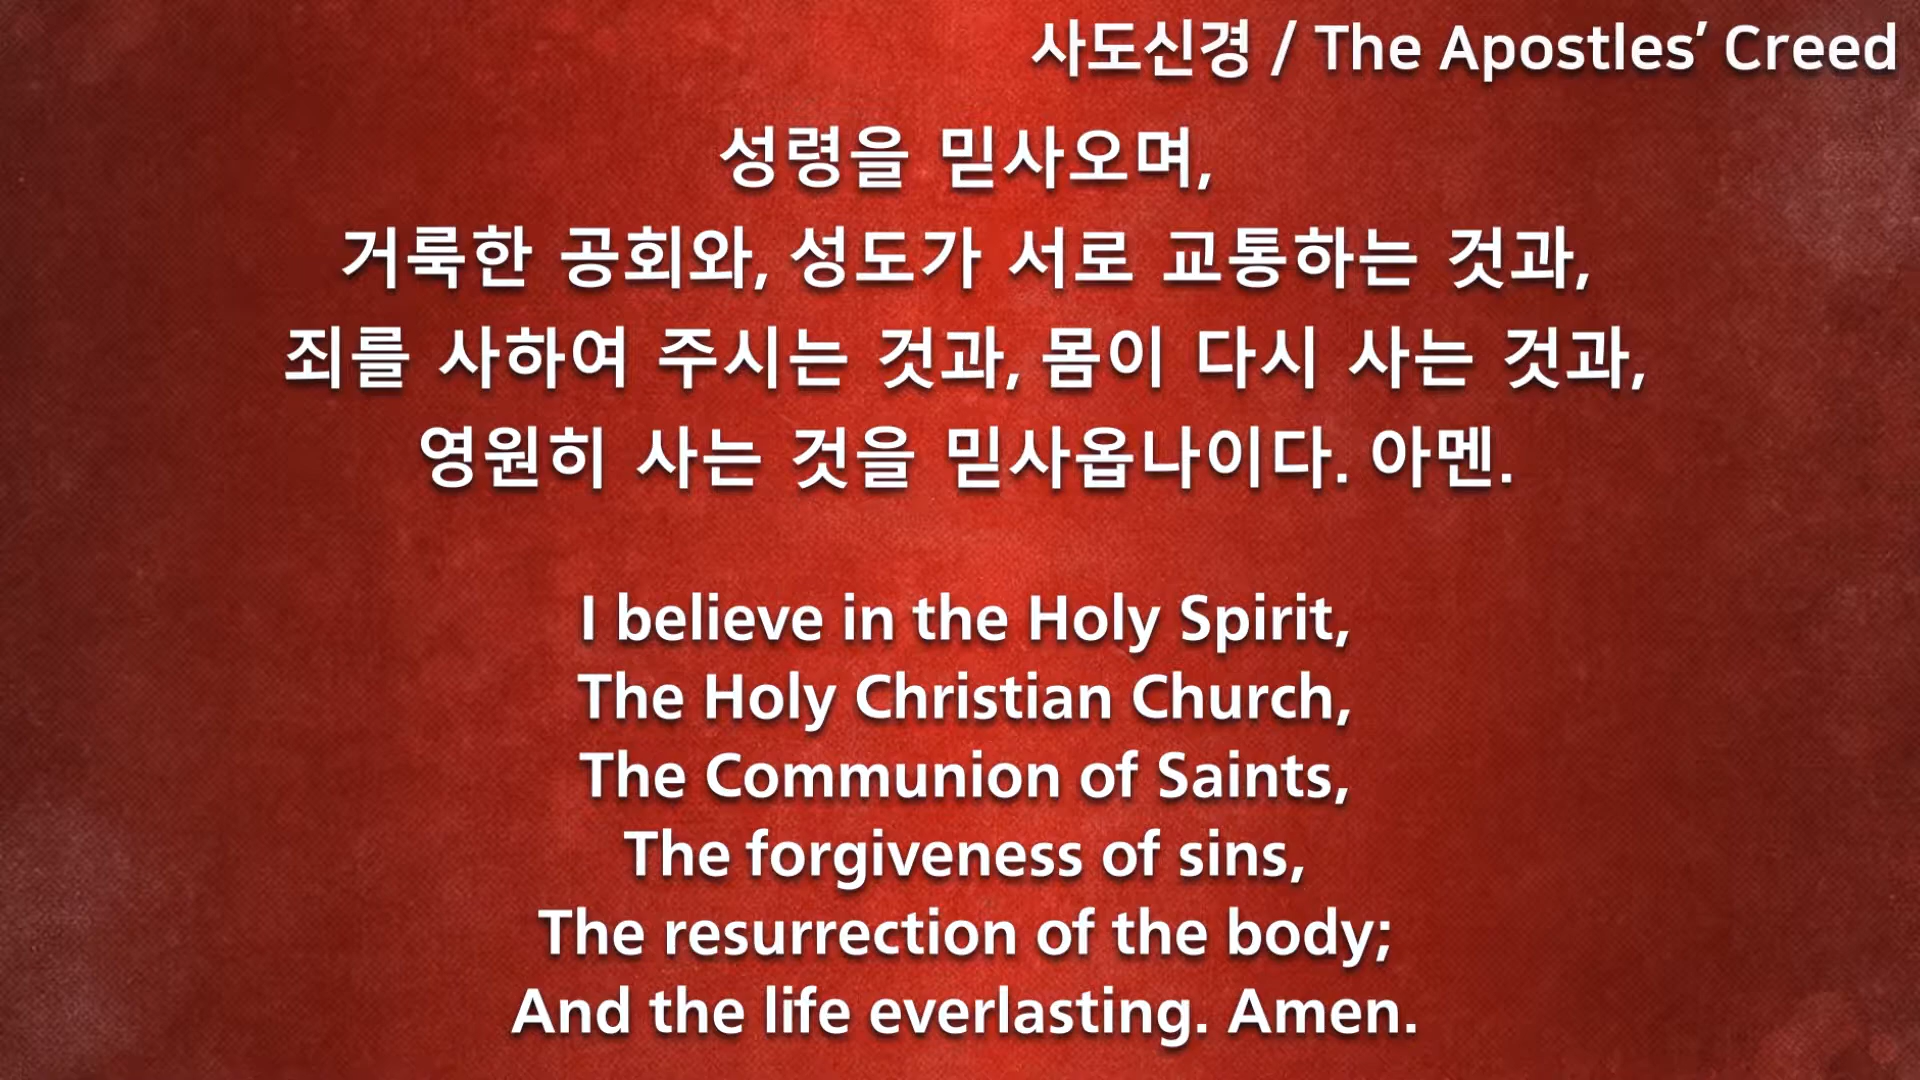 사도신경 / The Apostles’ Creed
성령을 믿사오며,
거룩한 공회와, 성도가 서로 교통하는 것과,
죄를 사하여 주시는 것과, 몸이 다시 사는 것과,
영원히 사는 것을 믿사옵나이다. 아멘.
I believe in the Holy Spirit,
The Holy Christian Church,
The Communion of Saints,
The forgiveness of sins,
The resurrection of the body;
And the life everlasting. Amen.